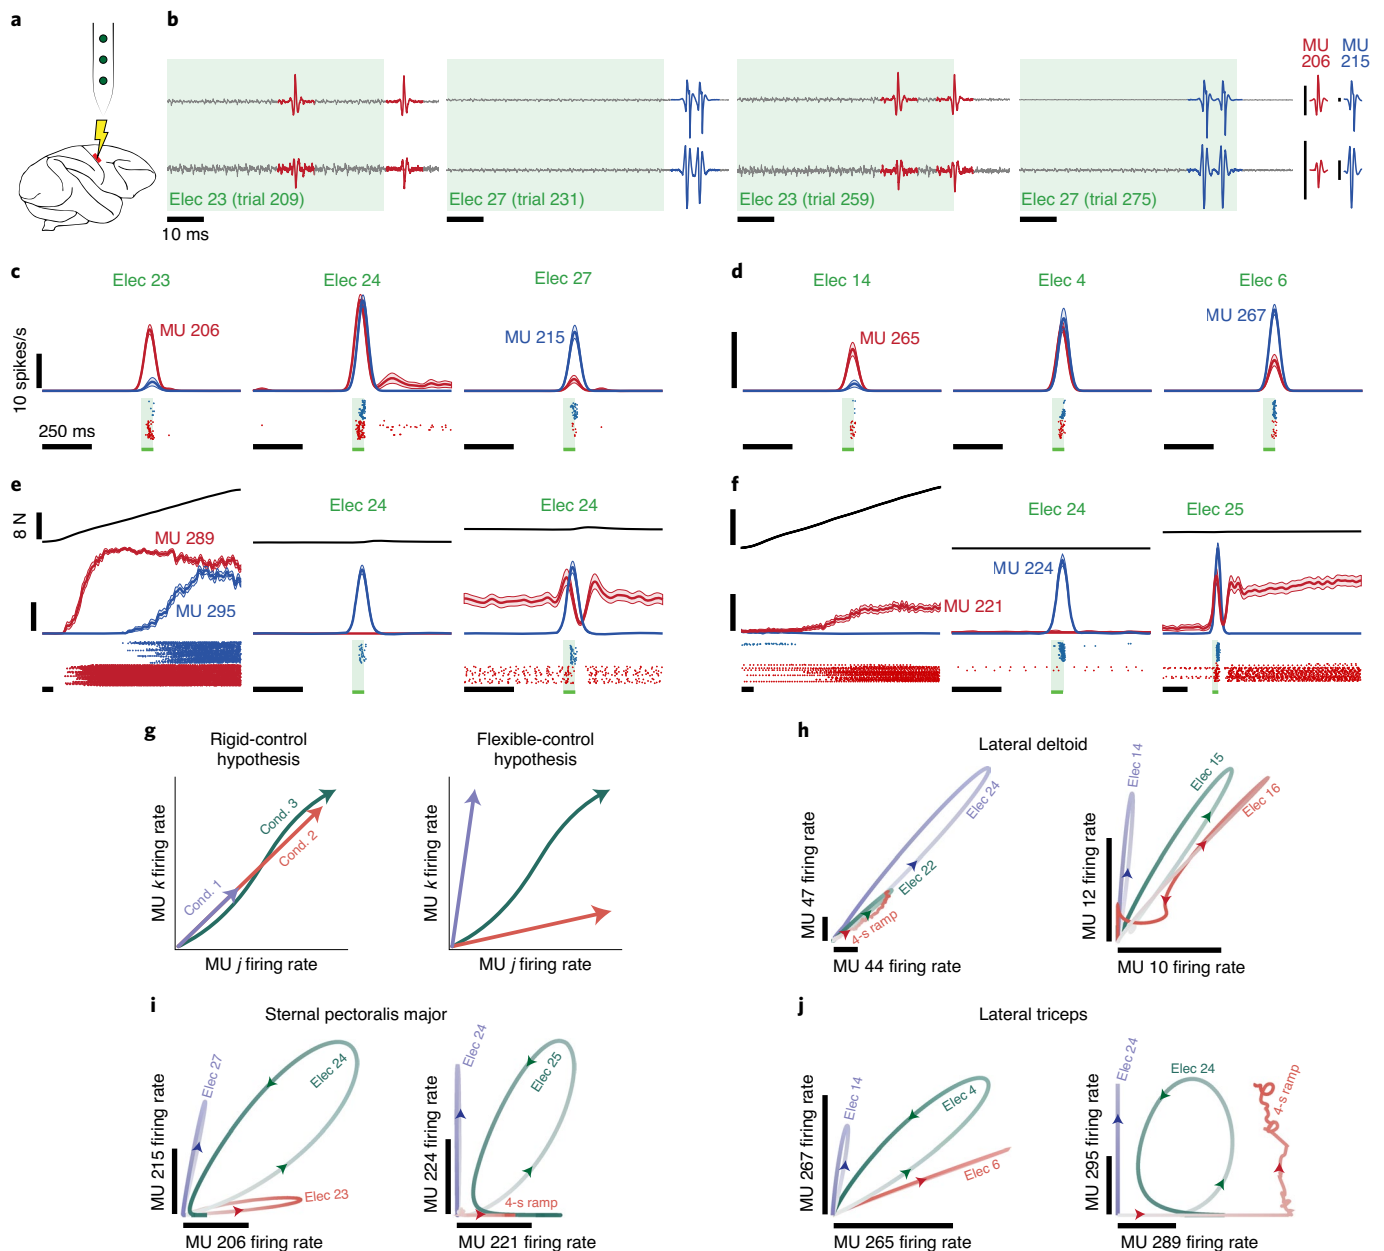 a
b
MU
206
MU
215
Elec 23 (trial 209)
Elec 27 (trial 231)
Elec 23 (trial 259)
Elec 27 (trial 275)
10 ms
c
Elec 23
Elec 24
Elec 27
MU 206
MU 215
10 spikes/s
250 ms
d
Elec 14
Elec 4
Elec 6
MU 265
MU 267
e
8 N
Elec 24
Elec 24
MU 289
MU 295
f
Elec 24
Elec 25
MU 224
MU 221
g
Rigid-control
hypothesis
MU k firing rate
Cond. 1
Cond. 3
Cond. 2
MU j firing rate
Flexible-control
hypothesis
MU k firing rate
MU j firing rate
h
Lateral deltoid
MU 47 firing rate
Elec 24
Elec 22
4-s ramp
MU 44 firing rate
MU 12 firing rate
Elec 14
Elec 15
Elec 16
MU 10 firing rate
i
Sternal pectoralis major
MU 215 firing rate
Elec 27
Elec 24
Elec 23
MU 206 firing rate
MU 224 firing rate
Elec 24
Elec 25
4-s ramp
MU 221 firing rate
j
Lateral triceps
MU 267 firing rate
Elec 14
Elec 4
Elec 6
MU 265 firing rate
MU 295 firing rate
Elec 24
Elec 24
4-s ramp
MU 289 firing rate